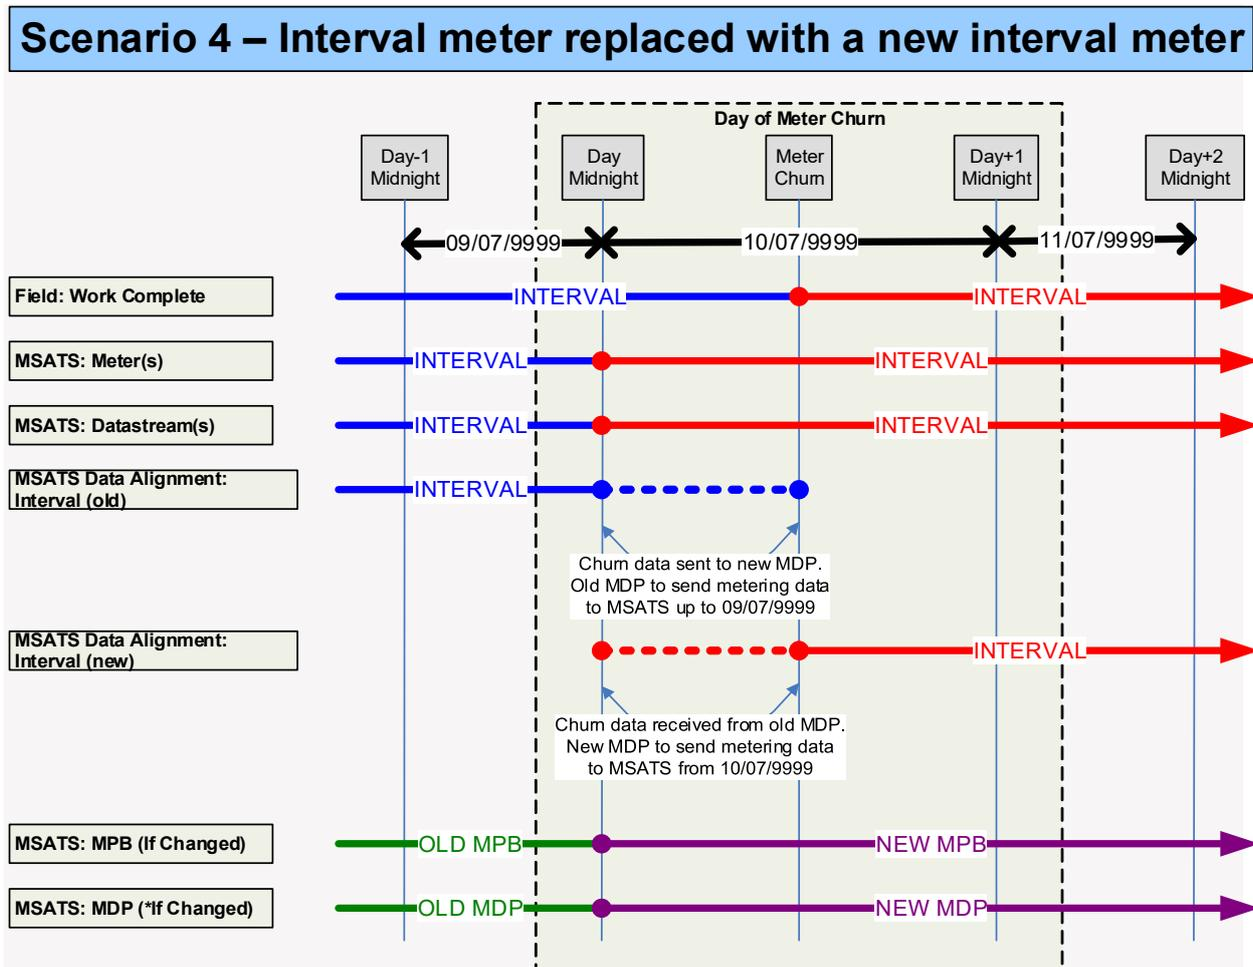 Scenario 4 – Interval meter replaced with a new interval meter
Day of Meter Churn
Day-1
Midnight
Day
Midnight
Meter
Churn
Day+1
Midnight
Day+2
Midnight
09/07/9999
10/07/9999
11/07/9999
Field: Work Complete
INTERVAL
INTERVAL
MSATS: Meter(s)
INTERVAL
INTERVAL
MSATS: Datastream(s)
INTERVAL
INTERVAL
MSATS Data Alignment:
Interval (old)
INTERVAL
Churn data sent to new MDP.
Old MDP to send metering data
to MSATS up to 09/07/9999
MSATS Data Alignment:
Interval (new)
INTERVAL
Churn data received from old MDP.
New MDP to send metering data
to MSATS from 10/07/9999
MSATS: MPB (If Changed)
OLD MPB
NEW MPB
MSATS: MDP (*If Changed)
OLD MDP
NEW MDP